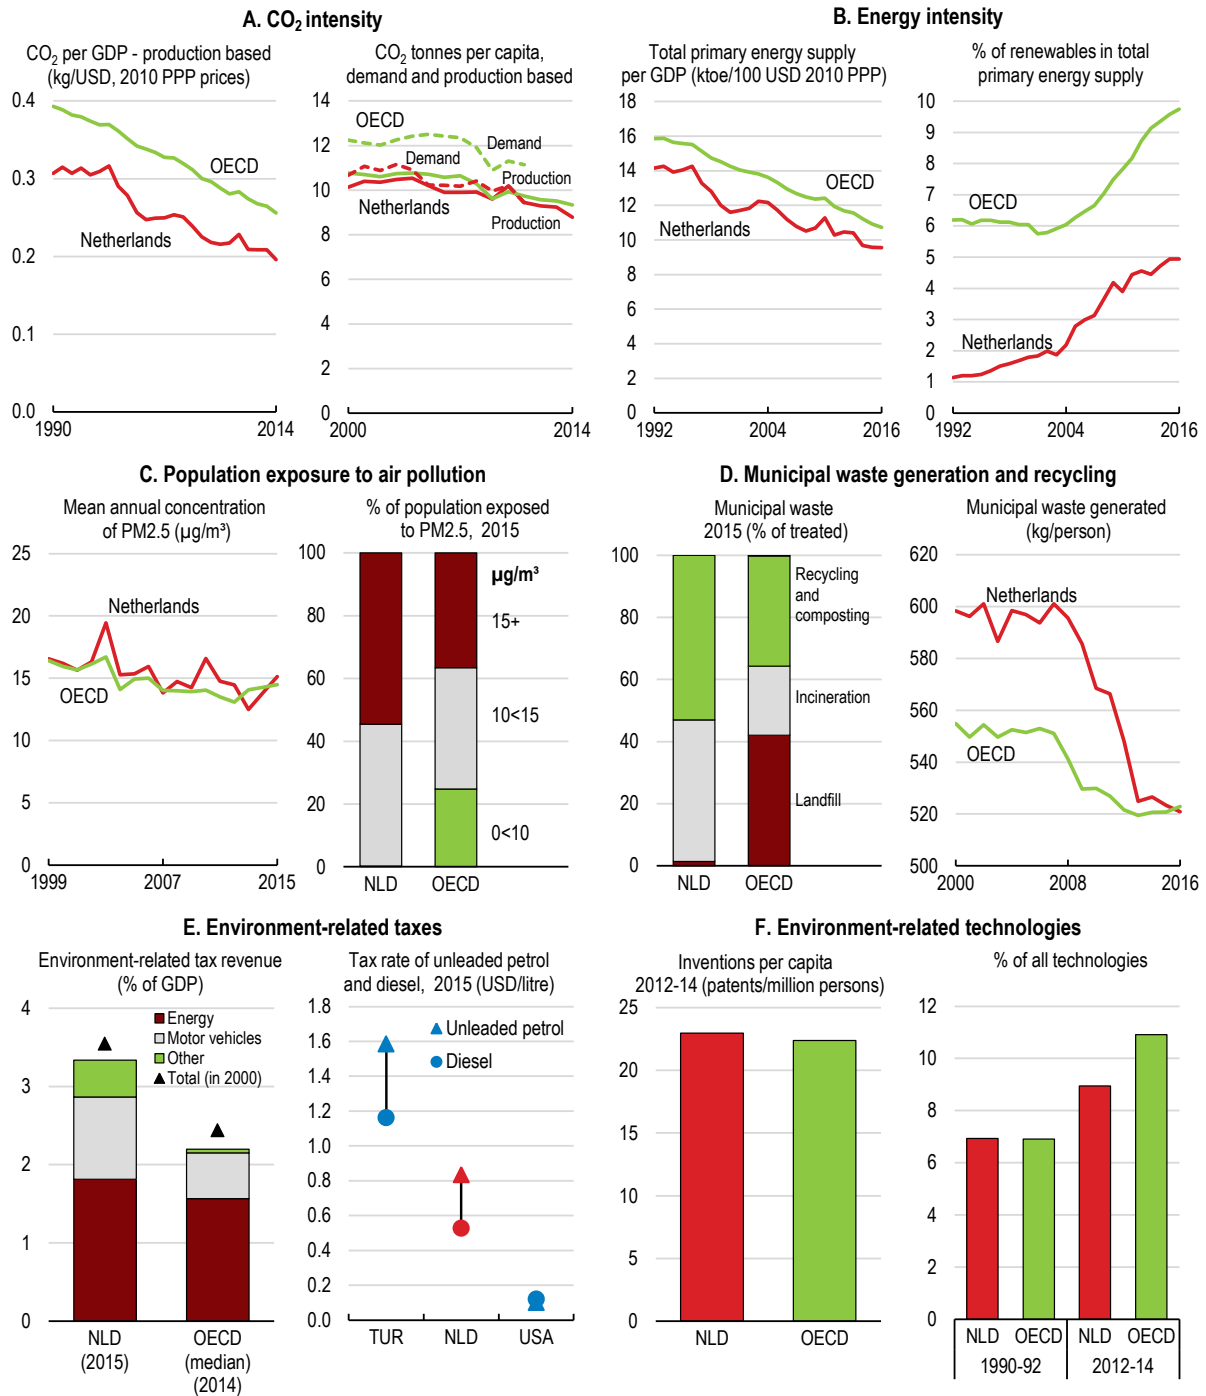 A. CO2 intensity
CO2 per GDP - production based
(kg/USD, 2010 PPP prices)
0.4
0.3
0.2
0.1
0.0
OECD
Netherlands
1990
2014
CO2 tonnes per capita,
demand and production based
14
12
10
8
6
4
2
0
OECD
Demand
Demand
Production
Netherlands
Production
2000
2014
B. Energy intensity
Total primary energy supply
per GDP (ktoe/100 USD 2010 PPP)
18
16
14
12
10
8
6
4
2
0
OECD
Netherlands
1992
2004
2016
% of renewables in total
primary energy supply
10
9
8
7
6
5
4
3
2
1
0
OECD
Netherlands
1992
2004
2016
C. Population exposure to air pollution
Mean annual concentration
of PM2.5 (µg/m³)
25
20
15
10
5
0
Netherlands
OECD
1999
2007
2015
% of population exposed
to PM2.5, 2015
100
80
60
40
20
0
µg/m³
15+
10<15
0<10
NLD
OECD
D. Municipal waste generation and recycling
Municipal waste
2015 (% of treated)
100
80
60
40
20
0
Recycling
and
composting
Incineration
Landfill
NLD
OECD
Municipal waste generated
(kg/person)
620
600
580
560
540
520
500
Netherlands
OECD
2000
2008
2016
E. Environment-related taxes
Environment-related tax revenue
(% of GDP)
4
3
2
1
0
Energy
Motor vehicles
Other
Total (in 2000)
NLD
(2015)
OECD
(median)
(2014)
Tax rate of unleaded petrol
and diesel, 2015 (USD/litre)
1.8
1.6
1.4
1.2
1.0
0.8
0.6
0.4
0.2
0.0
Unleaded petrol
Diesel
TUR
NLD
USA
F. Environment-related technologies
Inventions per capita
2012-14 (patents/million persons)
25
20
15
10
5
0
NLD
OECD
% of all technologies
12
10
8
6
4
2
0
NLD
OECD
NLD
OECD
1990-92
2012-14